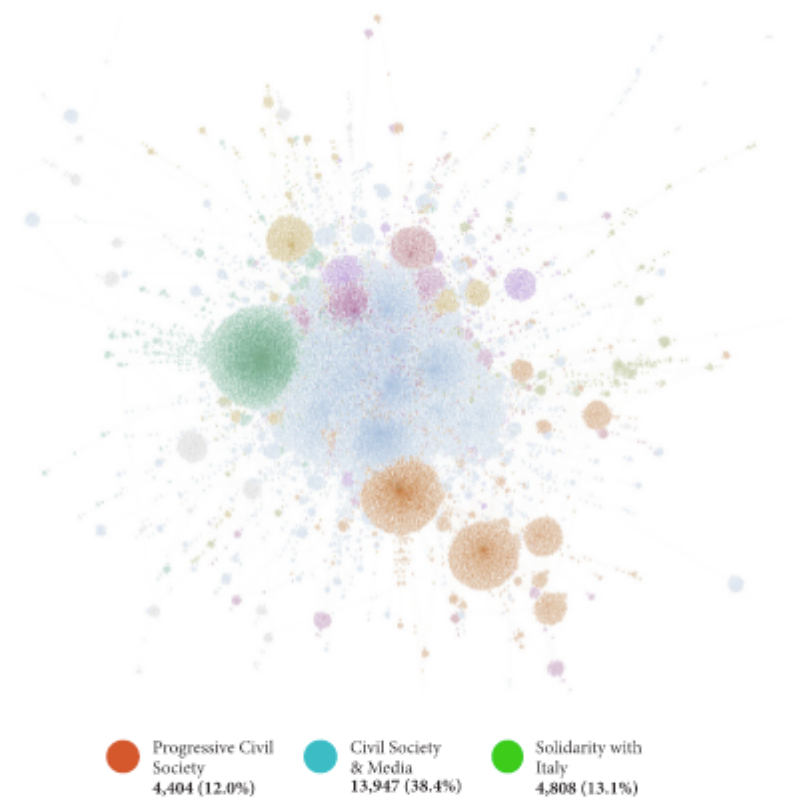 Progressive Civil
Society
4,404 (12.0%)
Civil Society
& Media
13,947 (38.4%)
Solidarity with
Italy
4,808 (13.1%)